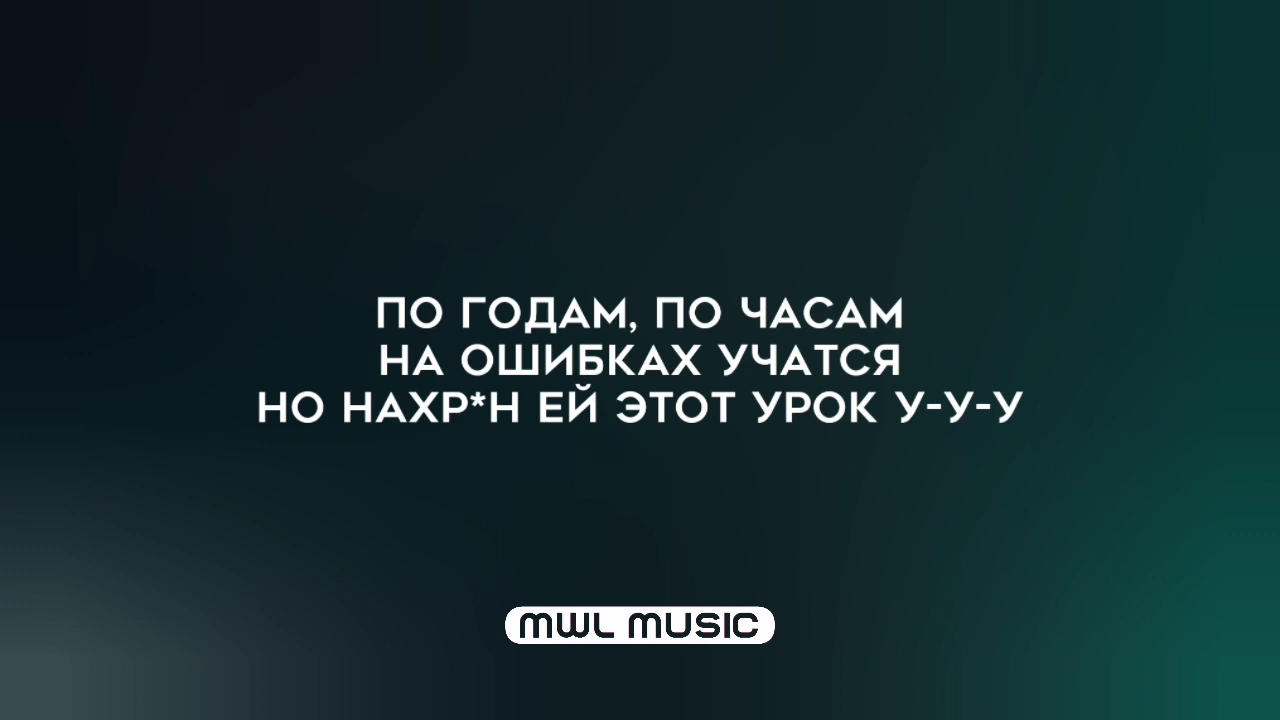 ПО ГОДАМ, ПО ЧАСАМ
НА ОШИБКАХ УЧАТСЯ
НО НАХР*Н ЕЙ ЭТОТ УРОК У-У-У
MWL MUSIC